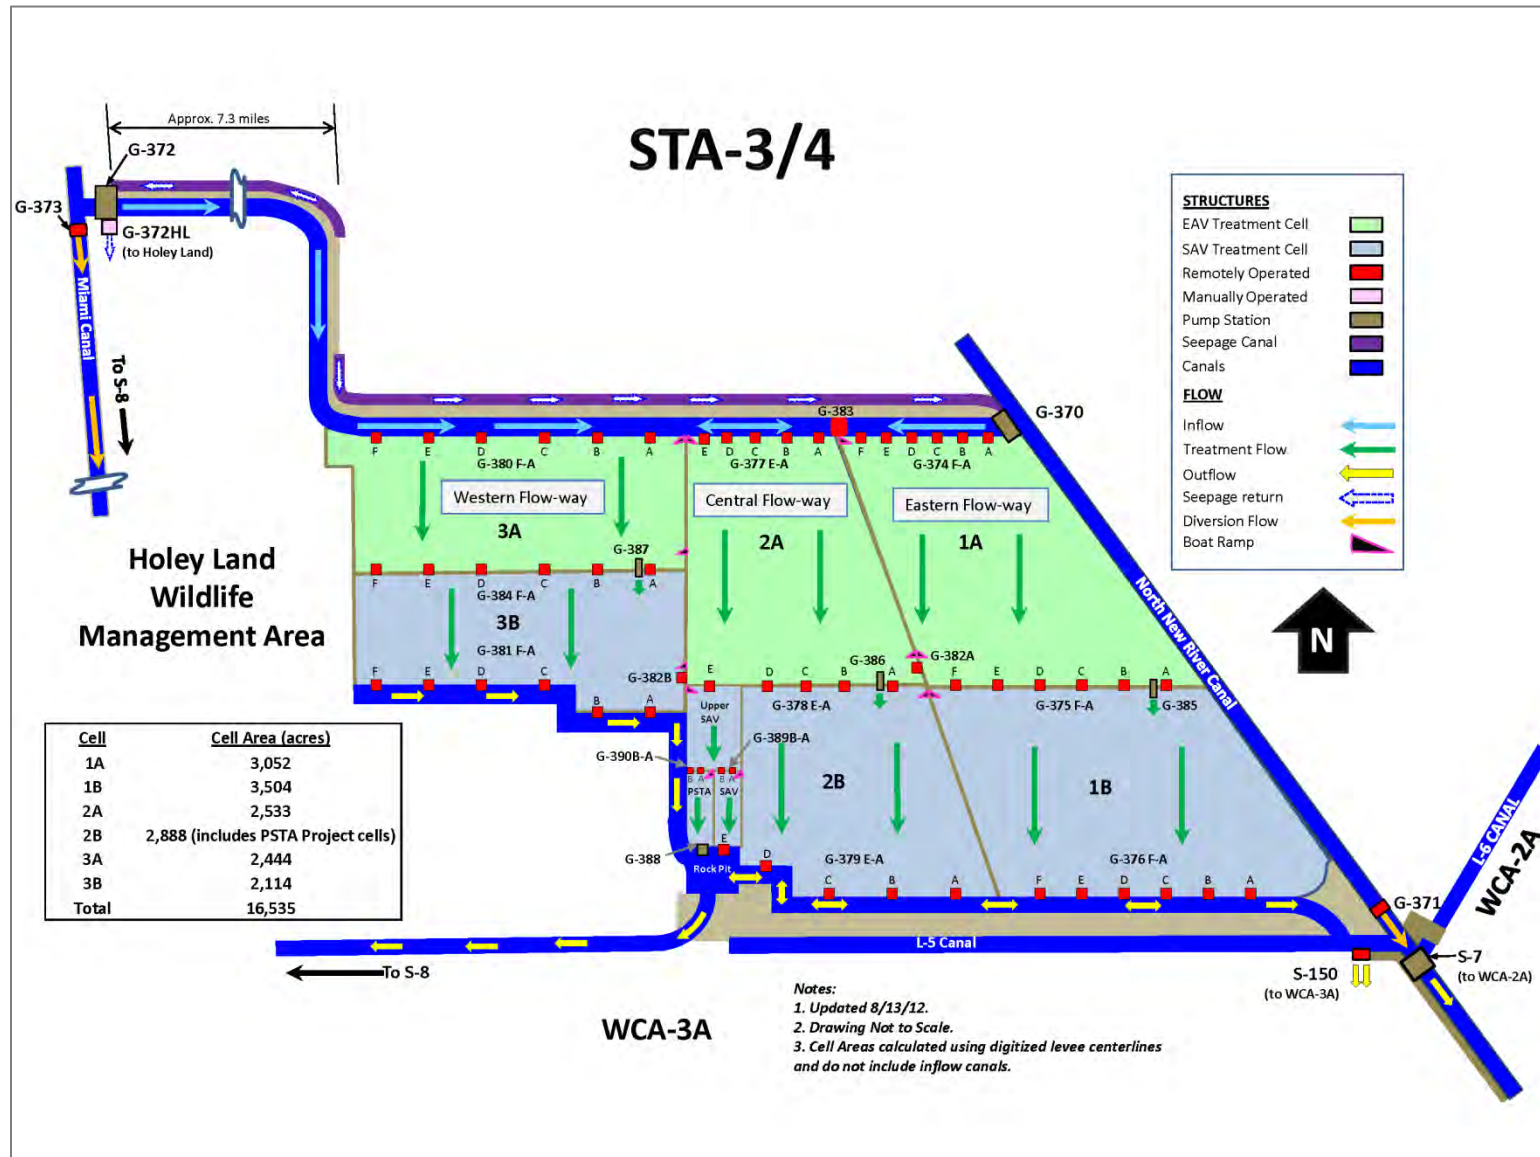 STA-3/4
Approx. 7.3 miles
G-372
G-373
G-372HL
(to Holey Land)
Miami Canal
To S-8
STRUCTURES
EAV Treatment Cell
SAV Treatment Cell
Remotely Operated
Manually Operated
Pump Station
Seepage Canal
Canals
FLOW
Inflow
Treatment Flow
Outflow
Seepage return
Diversion Flow
Boat Ramp
N
G-383
G-370
F E D C B A
E D C B A
F E D C B A
G-380 F-A
G-377 E-A
G-374 F-A
Western Flow-way
Central Flow-way
Eastern Flow-way
3A
2A
1A
North New River Canal
Holey Land
Wildlife
Management Area
G-387
F E D C B A
G-384 F-A
3B
G-381 F-A
F E D C
B A
G-382B
G-386
G-382A
E D C B A
F E D C B A
G-378 E-A
G-375 F-A
G-385
Upper
SAV
G-389B-A
G-390B-A
B A B A
PSTA SAV
2B
1B
G-388
E
D
Rock Pit
G-379 E-A
G-376 F-A
C B A
F E D C B A
Cell Cell Area (acres)
1A 3,052
1B 3,504
2A 2,533
2B 2,888 (includes PSTA Project cells)
3A 2,444
3B 2,114
Total 16,535
L-6 CANAL
WCA-2A
G-371
L-5 Canal
S-7
(to WCA-2A)
S-150
(to WCA-3A)
To S-8
WCA-3A
Notes:
1. Updated 8/13/12.
2. Drawing Not to Scale.
3. Cell Areas calculated using digitized levee centerlines
and do not include inflow canals.